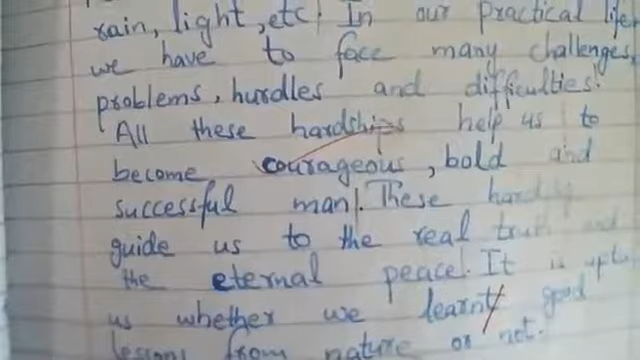 rain, light, etc. In our practical life,
we have to face many challenges,
problems, hurdles and difficulties.
All these hardships help us to
become courageous, bold and
successful man. These
guide us to the real truth and
the eternal peace. It is upto
us whether we learnt good
lessons from nature or not.